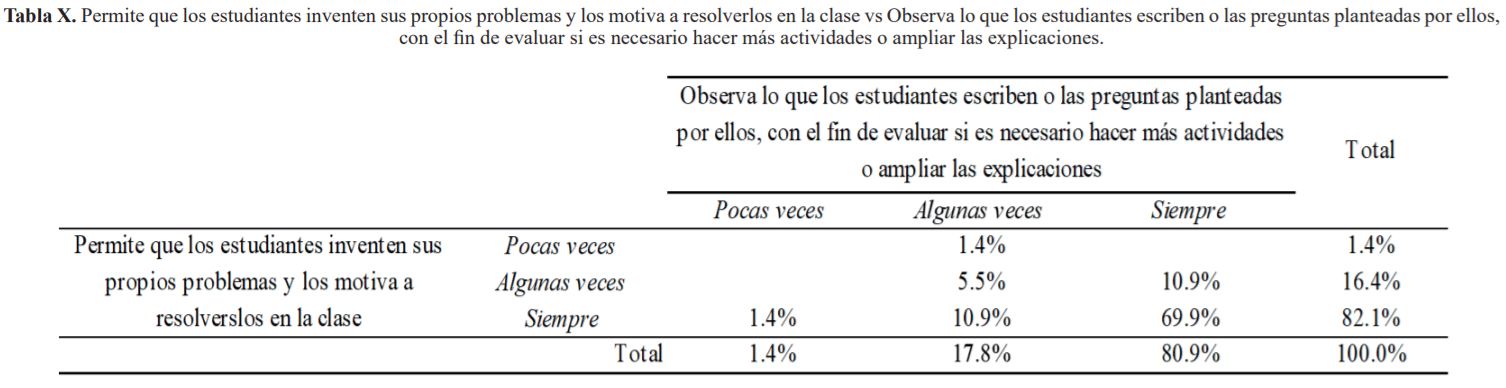 Tabla X. Permite que los estudiantes inventen sus propios problemas y los motiva a resolverlos en la clase vs Observa lo que los estudiantes escriben o las preguntas planteadas por ellos,
con el fin de evaluar si es necesario hacer más actividades o ampliar las explicaciones.
Observa lo que los estudiantes escriben o las preguntas planteadas
por ellos, con el fin de evaluar si es necesario hacer más actividades
o ampliar las explicaciones
Total
Pocas veces Algunas veces Siempre
Permite que los estudiantes inventen sus Pocas veces 1.4% 1.4%
propios problemas y los motiva a Algunas veces 5.5% 10.9% 16.4%
resolverslos en la clase Siempre 1.4% 10.9% 69.9% 82.1%
Total 1.4% 17.8% 80.9% 100.0%